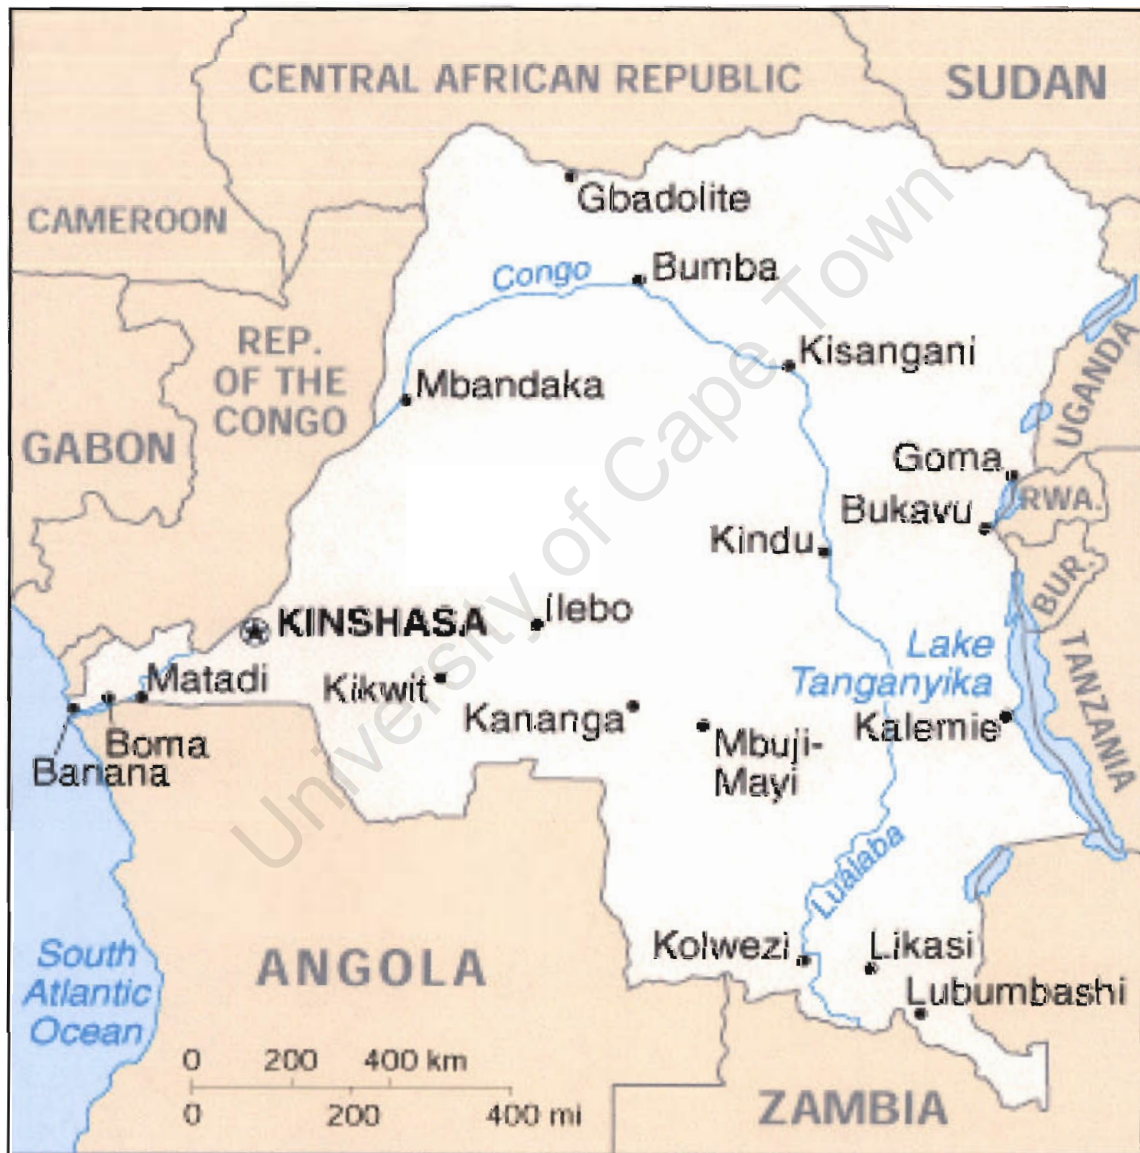 CENTRAL AFRICAN REPUBLIC
SUDAN
Gbadolite
CAMEROON
Congo
Bumba
REP.
OF THE
CONGO
Kisangani
UGANDA
Mbandaka
GABON
Goma
RWA.
Bukavu
Kindu
BUR.
KINSHASA
Ilebo
Lake
Tanganyika
TANZANIA
Matadi
Kikwit
Kananga
Kalemie
Boma
Banana
Mbuji-
Mayi
Lualaba
South
Atlantic
Ocean
ANGOLA
Kolwezi
Likasi
Lubumbashi
0 200 400 km
0 200 400 mi
ZAMBIA
University of Cape Town